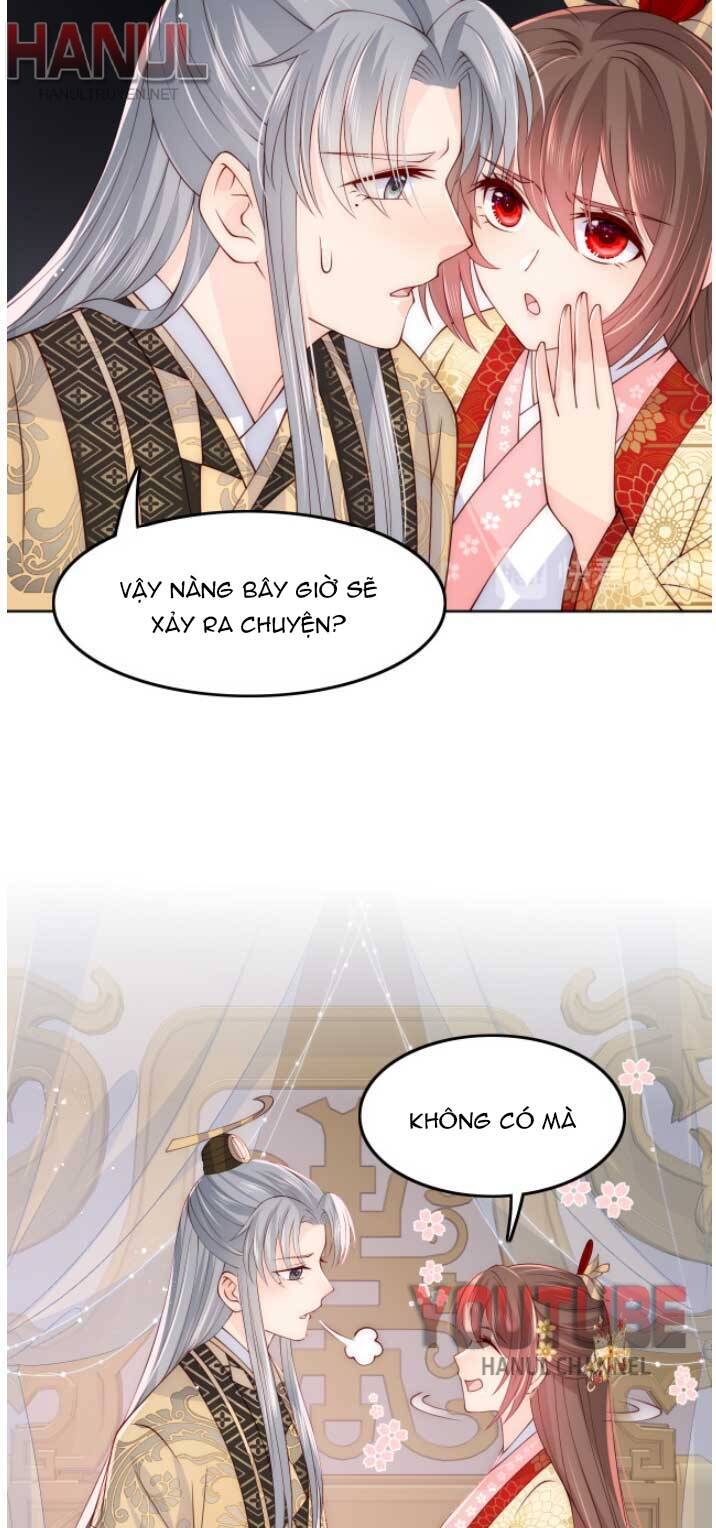 HANUL
HANULTRUYEN.NET
VẬY NÀNG BÂY GIỜ SẼ
XẢY RA CHUYỆN?
KHÔNG CÓ MÀ
YOUTUBE
HANUL CHANNEL